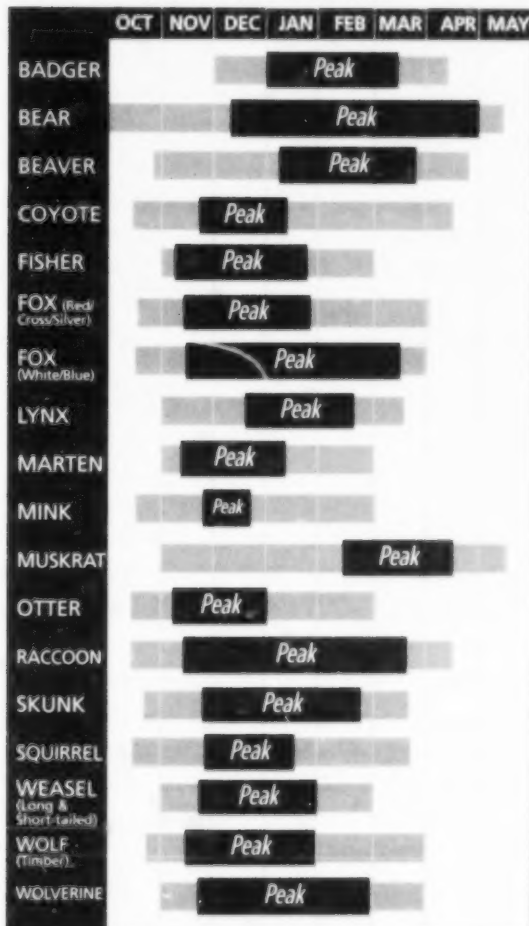 OCT NOV DEC JAN FEB MAR APR MAY
BADGER Peak
BEAR Peak
BEAVER Peak
COYOTE Peak
FISHER Peak
FOX (Red/ Peak
Cross/Silver)
FOX Peak
(White/Blue)
LYNX Peak
MARTEN Peak
MINK Peak
MUSKRAT Peak
OTTER Peak
RACCOON Peak
SKUNK Peak
SQUIRREL Peak
WEASEL Peak
(Long &
Short-tailed)
WOLF Peak
(Timber)
WOLVERINE Peak